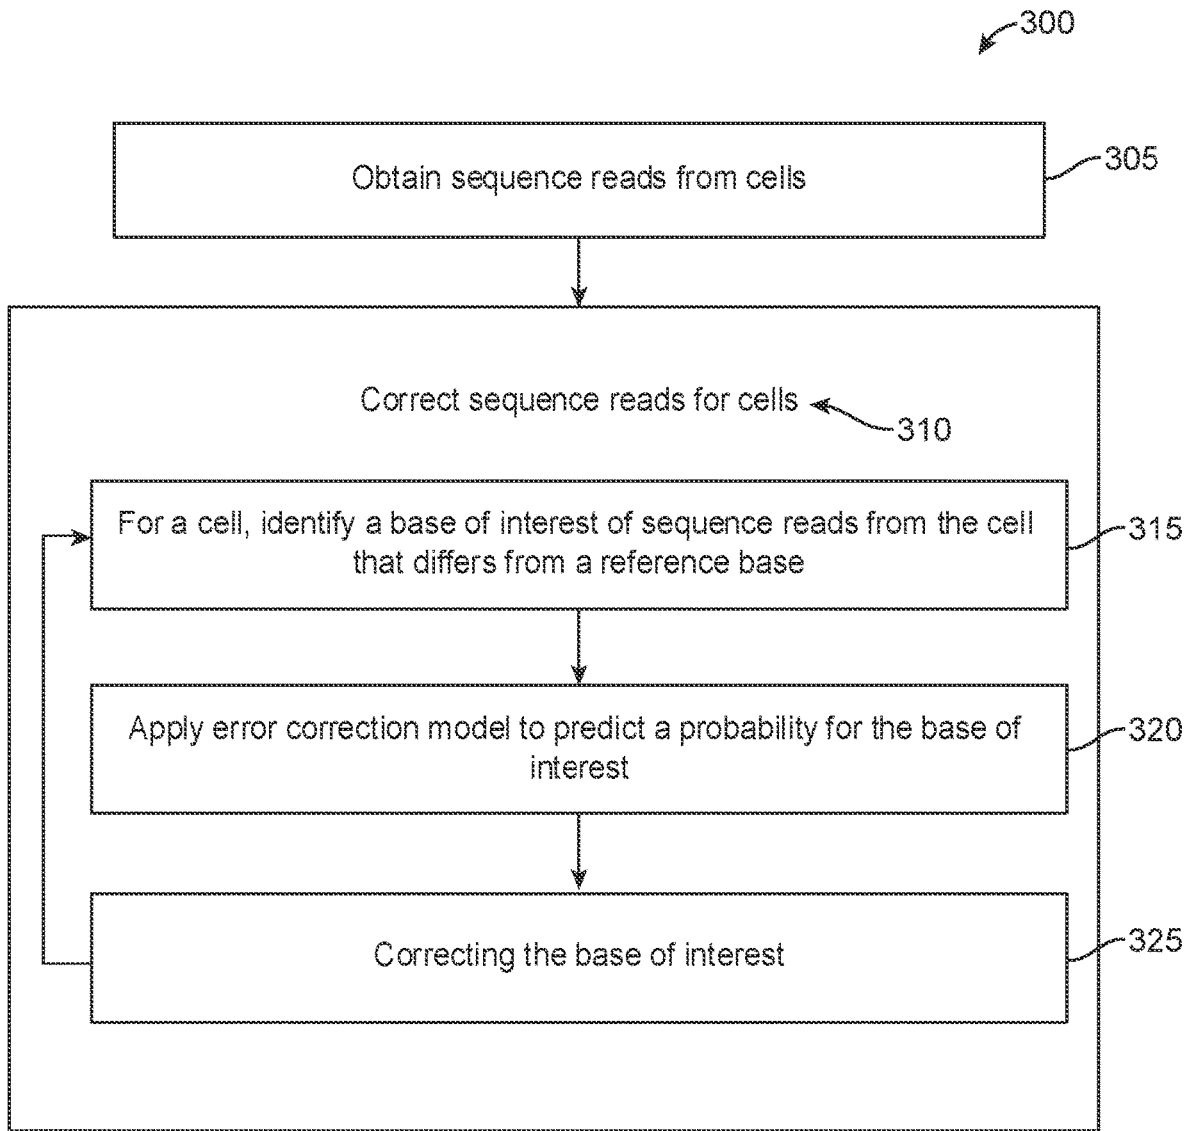 300
Obtain sequence reads from cells
305
Correct sequence reads for cells
310
For a cell, identify a base of interest of sequence reads from the cell
that differs from a reference base
315
Apply error correction model to predict a probability for the base of
interest
320
Correcting the base of interest
325